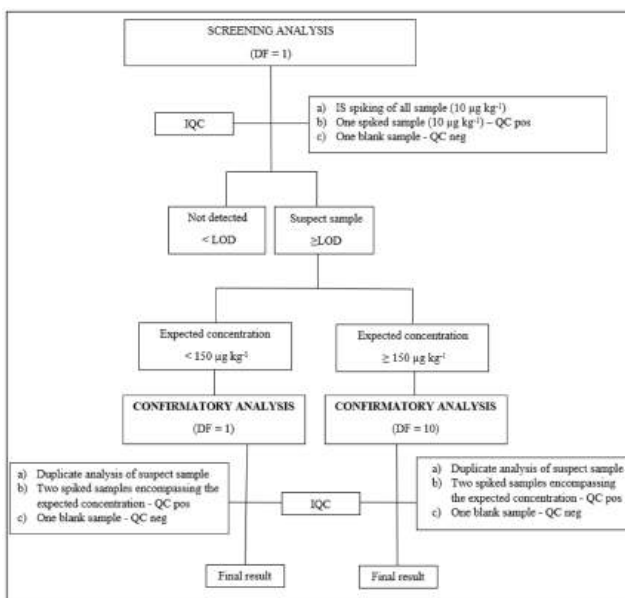 SCREENING ANALYSIS
(DF = 1)
IQC
a) IS spiking of all sample (10 µg kg⁻¹)
b) One spiked sample (10 µg kg⁻¹) – QC pos
c) One blank sample - QC neg
Not detected
< LOD
Suspect sample
≥LOD
Expected concentration
< 150 µg kg⁻¹
Expected concentration
≥ 150 µg kg⁻¹
CONFIRMATORY ANALYSIS
(DF = 1)
CONFIRMATORY ANALYSIS
(DF = 10)
a) Duplicate analysis of suspect sample
b) Two spiked samples encompassing the
expected concentration - QC pos
c) One blank sample - QC neg
IQC
a) Duplicate analysis of suspect sample
b) Two spiked samples encompassing
the expected concentration - QC pos
c) One blank sample - QC neg
Final result
Final result